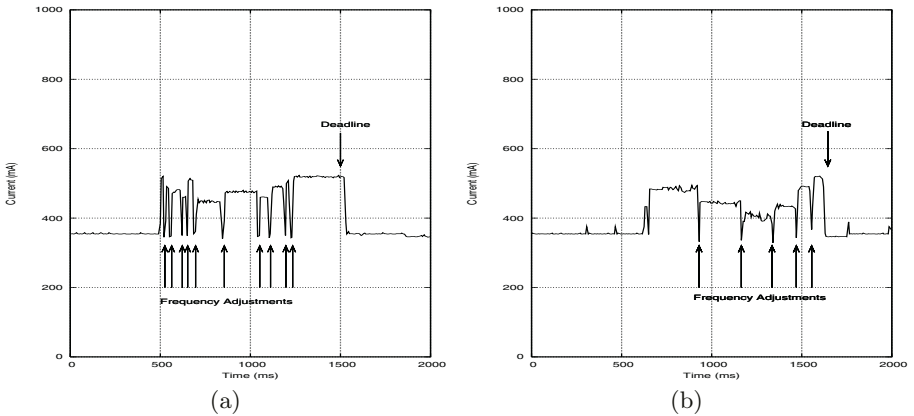 1000
800
600
400
200
0
0 500 1000 1500 2000
Time (ms)
Current (mA)
Deadline
Frequency Adjustments
(a)
1000
800
600
400
200
0
0 500 1000 1500 2000
Time (ms)
Current (mA)
Deadline
Frequency Adjustments
(b)